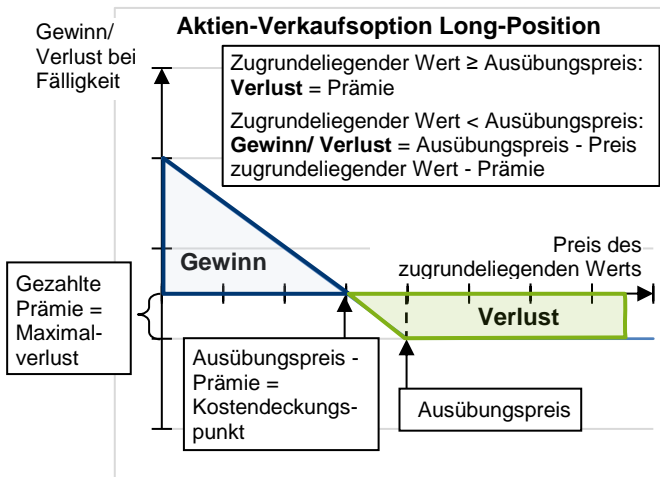 Aktien-Verkaufsoption Long-Position
Gewinn/
Verlust bei
Fälligkeit
Zugrundeliegender Wert ≥ Ausübungspreis:
Verlust = Prämie
Zugrundeliegender Wert < Ausübungspreis:
Gewinn/ Verlust = Ausübungspreis - Preis
zugrundeliegender Wert - Prämie
Gewinn
Preis des
zugrundeliegenden Werts
Gezahlte
Prämie =
Maximal-
verlust
Verlust
Ausübungspreis -
Prämie =
Kostendeckungs-
punkt
Ausübungspreis